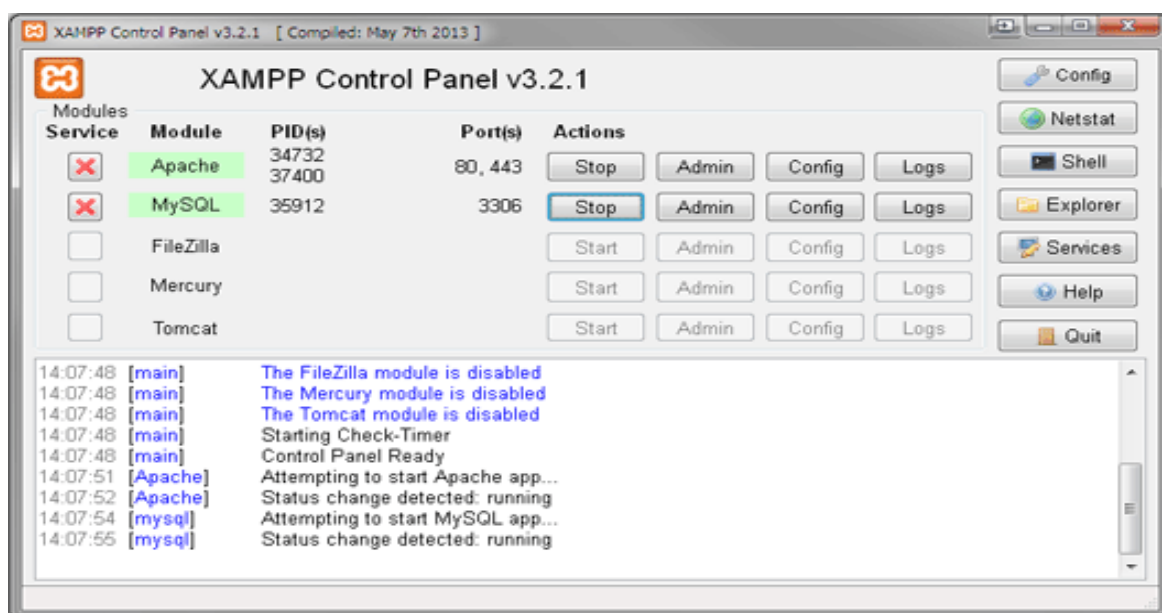 XAMPP Control Panel v3.2.1 [ Compiled: May 7th 2013 ]
XAMPP Control Panel v3.2.1
Config
Modules
Service Module PID(s) Port(s) Actions
Netstat
Apache 34732 37400 80, 443 Stop Admin Config Logs
Shell
MySQL 35912 3306 Stop Admin Config Logs
Explorer
FileZilla Start Admin Config Logs
Services
Mercury Start Admin Config Logs
Help
Tomcat Start Admin Config Logs
Quit
14:07:48 [main] The FileZilla module is disabled
14:07:48 [main] The Mercury module is disabled
14:07:48 [main] The Tomcat module is disabled
14:07:48 [main] Starting Check-Timer
14:07:48 [main] Control Panel Ready
14:07:51 [Apache] Attempting to start Apache app...
14:07:52 [Apache] Status change detected: running
14:07:54 [mysql] Attempting to start MySQL app...
14:07:55 [mysql] Status change detected: running